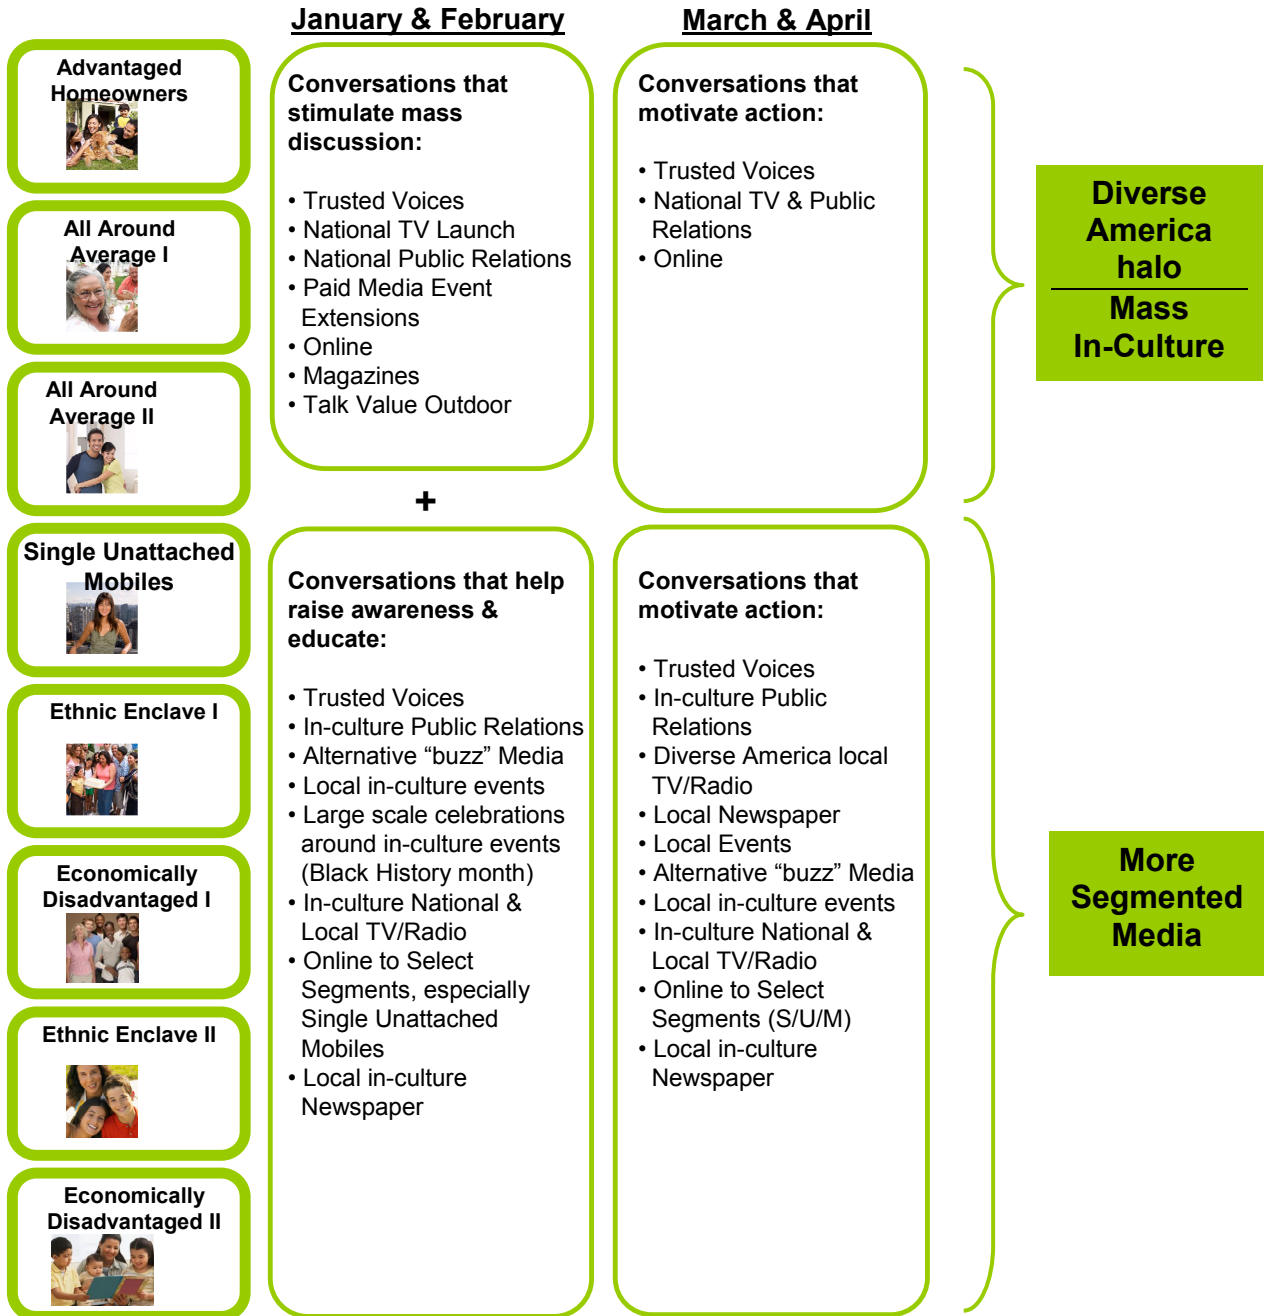 January & February
March & April
Advantaged
Homeowners
All Around
Average I
All Around
Average II
Single Unattached
Mobiles
Ethnic Enclave I
Economically
Disadvantaged I
Ethnic Enclave II
Economically
Disadvantaged II
Conversations that
stimulate mass
discussion:
• Trusted Voices
• National TV Launch
• National Public Relations
• Paid Media Event
Extensions
• Online
• Magazines
• Talk Value Outdoor
+
Conversations that help
raise awareness &
educate:
• Trusted Voices
• In-culture Public Relations
• Alternative “buzz” Media
• Local in-culture events
• Large scale celebrations
around in-culture events
(Black History month)
• In-culture National &
Local TV/Radio
• Online to Select
Segments, especially
Single Unattached
Mobiles
• Local in-culture
Newspaper
Conversations that
motivate action:
• Trusted Voices
• National TV & Public
Relations
• Online
Conversations that
motivate action:
• Trusted Voices
• In-culture Public
Relations
• Diverse America local
TV/Radio
• Local Newspaper
• Local Events
• Alternative “buzz” Media
• Local in-culture events
• In-culture National &
Local TV/Radio
• Online to Select
Segments (S/U/M)
• Local in-culture
Newspaper
Diverse
America
halo
Mass
In-Culture
More
Segmented
Media